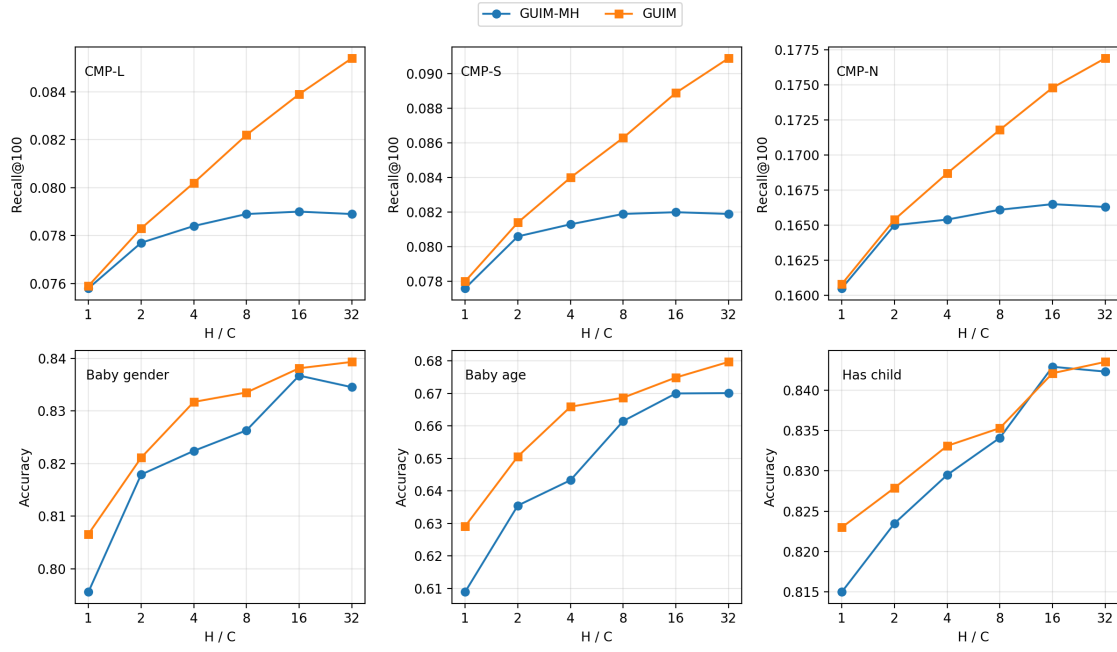 GUIM-MH GUIM
CMP-L
Recall@100
0.084
0.082
0.080
0.078
0.076
1 2 4 8 16 32
H / C
CMP-S
Recall@100
0.090
0.088
0.086
0.084
0.082
0.080
0.078
1 2 4 8 16 32
H / C
CMP-N
Recall@100
0.1775
0.1750
0.1725
0.1700
0.1675
0.1650
0.1625
0.1600
1 2 4 8 16 32
H / C
Baby gender
Accuracy
0.84
0.83
0.82
0.81
0.80
1 2 4 8 16 32
H / C
Baby age
Accuracy
0.68
0.67
0.66
0.65
0.64
0.63
0.62
0.61
1 2 4 8 16 32
H / C
Has child
Accuracy
0.840
0.835
0.830
0.825
0.820
0.815
1 2 4 8 16 32
H / C